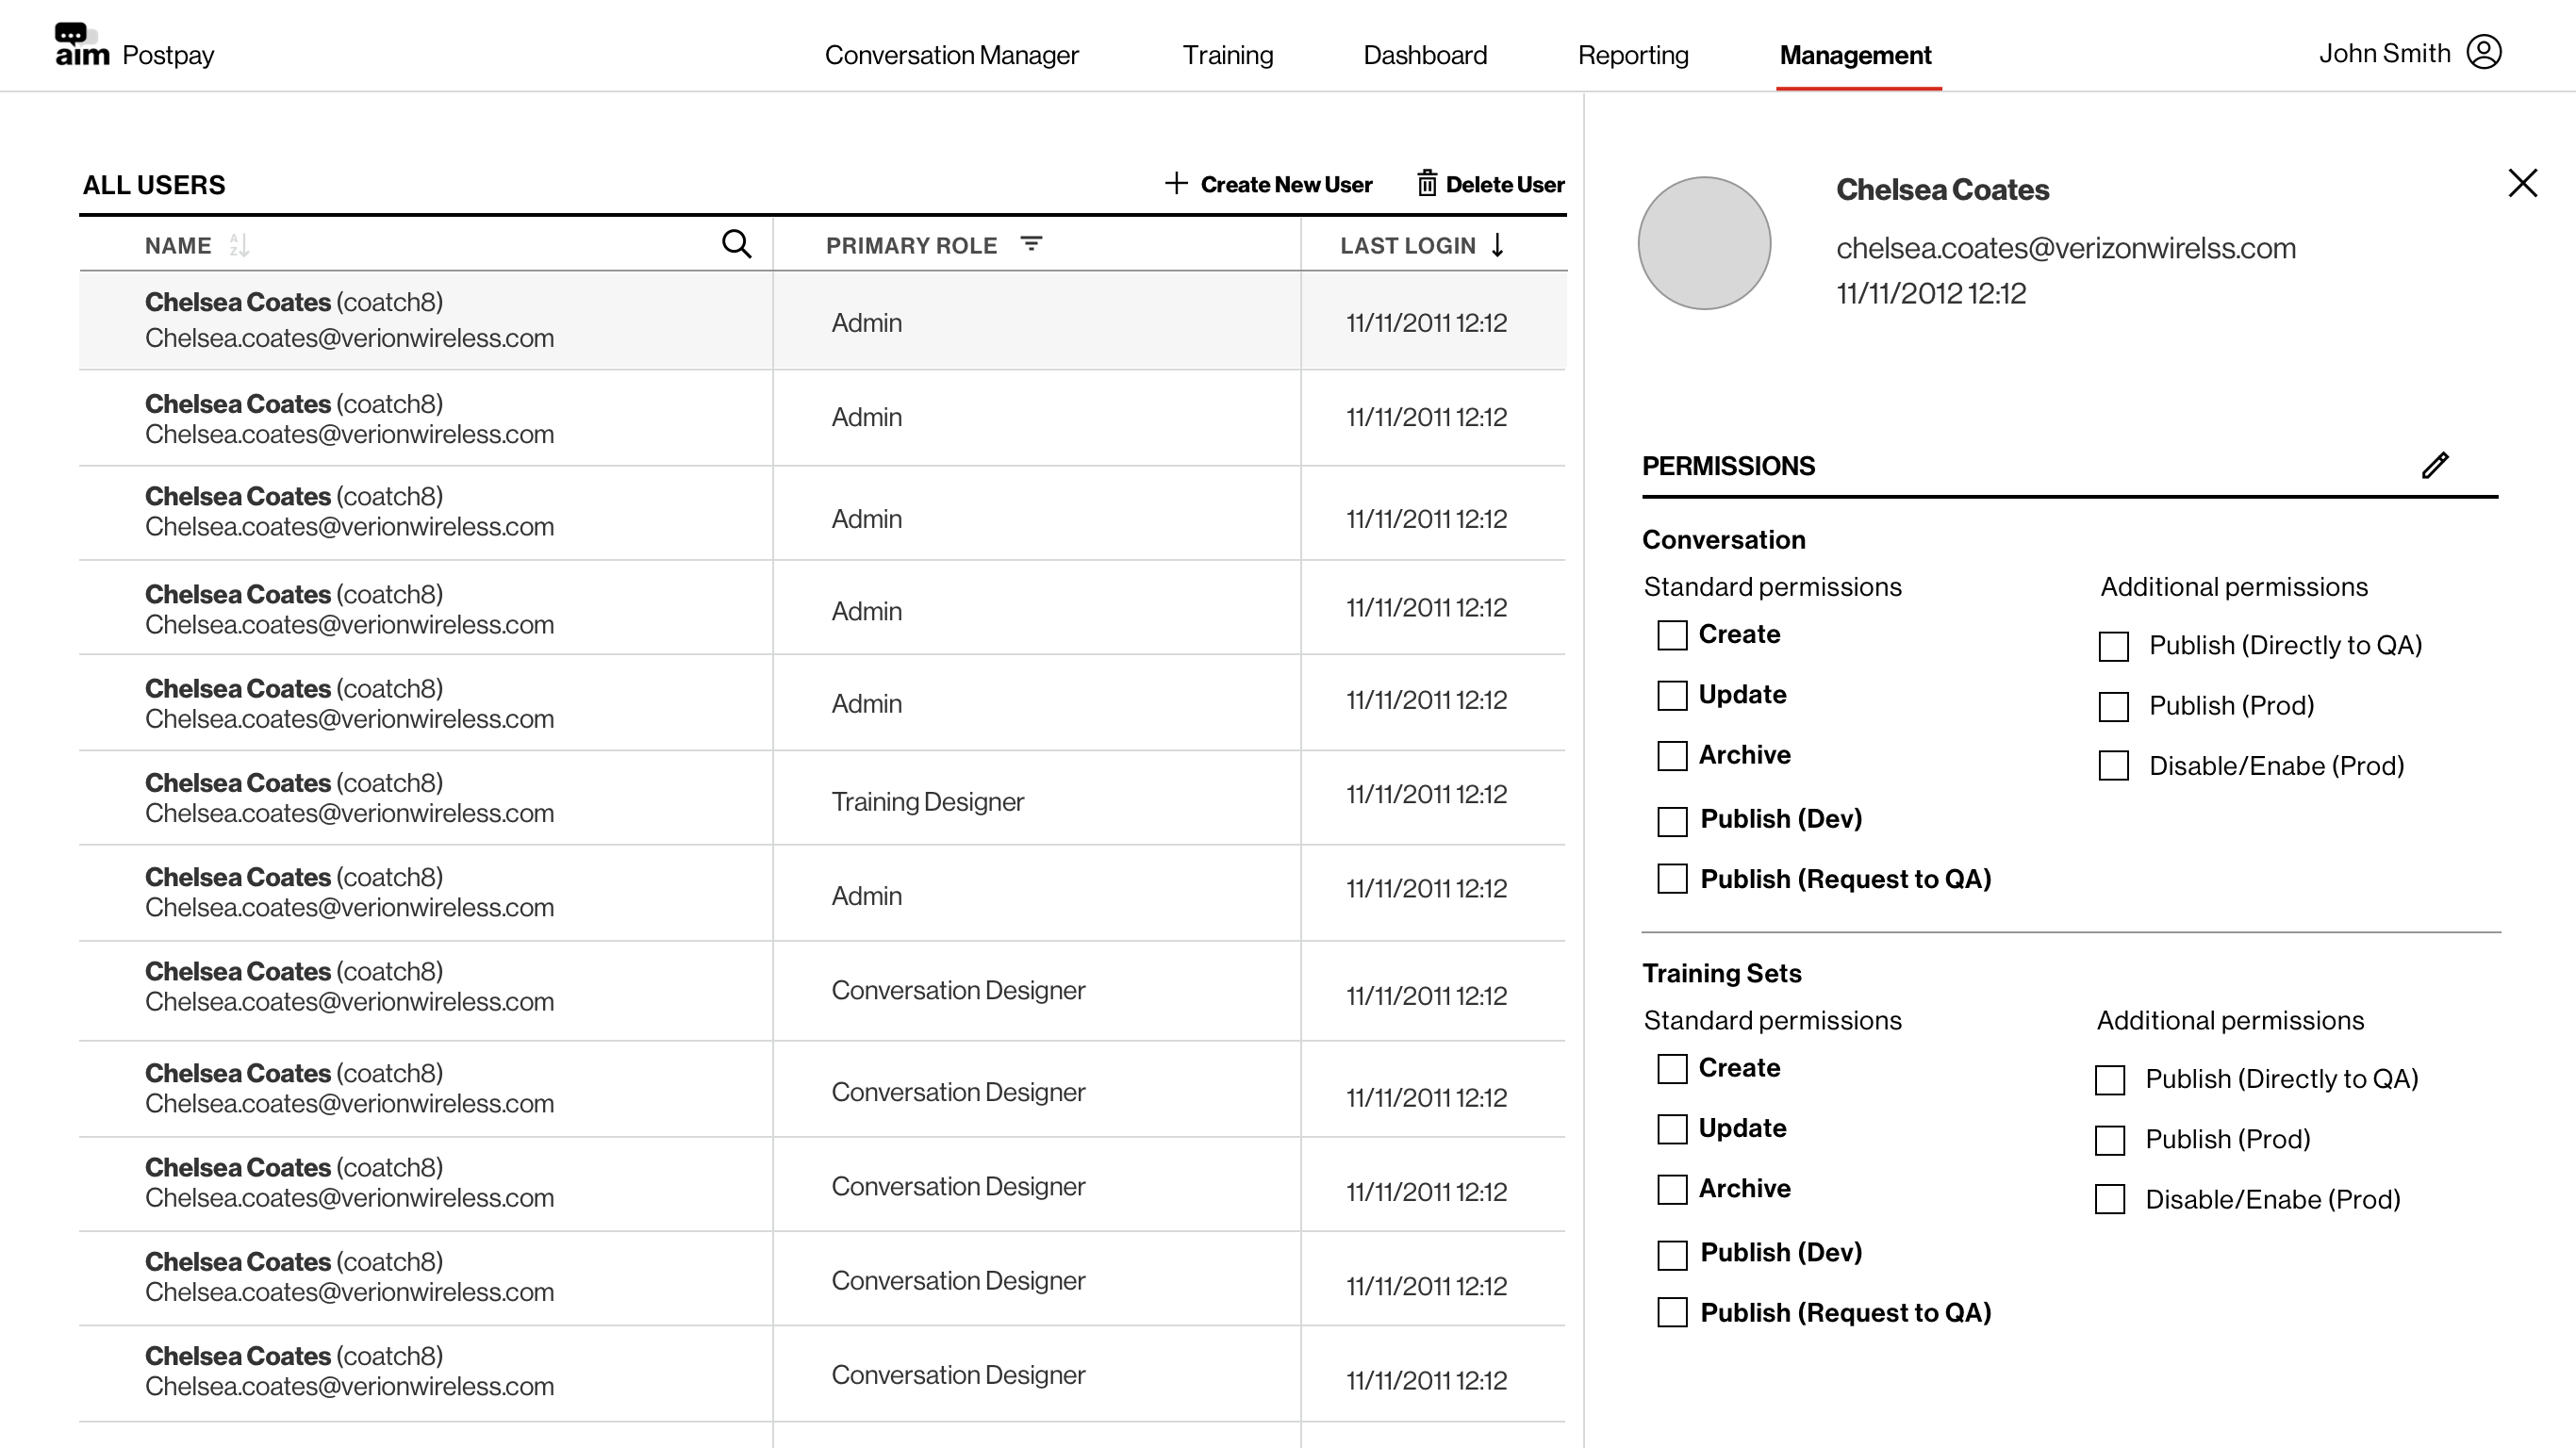 aim Postpay
Conversation Manager Training Dashboard Reporting Management
John Smith
ALL USERS
Create New User Delete User
NAME AZ PRIMARY ROLE LAST LOGIN
Chelsea Coates (coatch8)
Chelsea.coates@verionwireless.com
Admin 11/11/2011 12:12
Chelsea Coates (coatch8)
Chelsea.coates@verionwireless.com
Admin 11/11/2011 12:12
Chelsea Coates (coatch8)
Chelsea.coates@verionwireless.com
Admin 11/11/2011 12:12
Chelsea Coates (coatch8)
Chelsea.coates@verionwireless.com
Admin 11/11/2011 12:12
Chelsea Coates (coatch8)
Chelsea.coates@verionwireless.com
Admin 11/11/2011 12:12
Chelsea Coates (coatch8)
Chelsea.coates@verionwireless.com
Training Designer 11/11/2011 12:12
Chelsea Coates (coatch8)
Chelsea.coates@verionwireless.com
Admin 11/11/2011 12:12
Chelsea Coates (coatch8)
Chelsea.coates@verionwireless.com
Conversation Designer 11/11/2011 12:12
Chelsea Coates (coatch8)
Chelsea.coates@verionwireless.com
Conversation Designer 11/11/2011 12:12
Chelsea Coates (coatch8)
Chelsea.coates@verionwireless.com
Conversation Designer 11/11/2011 12:12
Chelsea Coates (coatch8)
Chelsea.coates@verionwireless.com
Conversation Designer 11/11/2011 12:12
Chelsea Coates (coatch8)
Chelsea.coates@verionwireless.com
Conversation Designer 11/11/2011 12:12
Chelsea Coates
chelsea.coates@verizonwirelss.com
11/11/2012 12:12
PERMISSIONS
Conversation
Standard permissions
Create
Update
Archive
Publish (Dev)
Publish (Request to QA)
Additional permissions
Publish (Directly to QA)
Publish (Prod)
Disable/Enabe (Prod)
Training Sets
Standard permissions
Create
Update
Archive
Publish (Dev)
Publish (Request to QA)
Additional permissions
Publish (Directly to QA)
Publish (Prod)
Disable/Enabe (Prod)